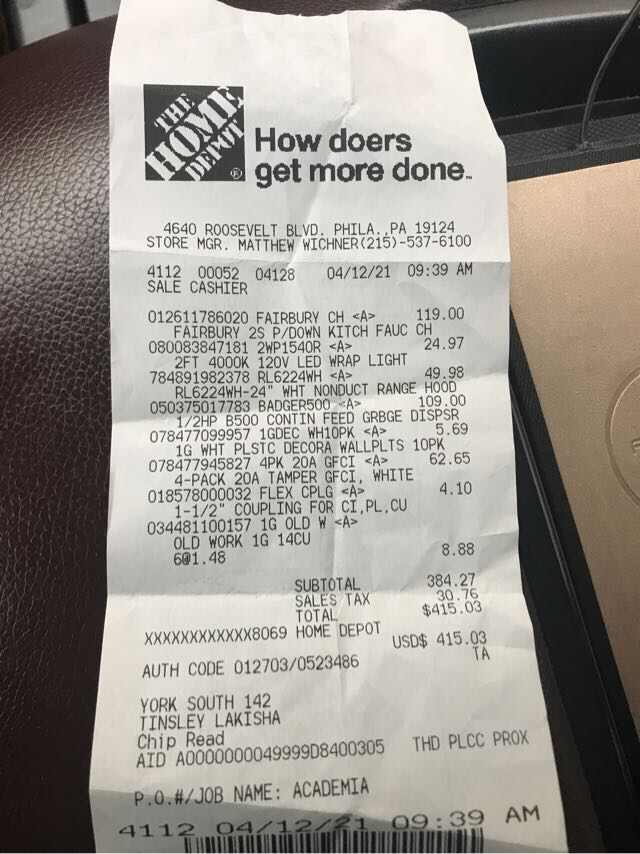 THE
HOME
DEPOT
®
How doers
get more done.™
4640 ROOSEVELT BLVD. PHILA.,PA 19124
STORE MGR. MATTHEW WICHNER(215)-537-6100
4112 00052 04128 04/12/21 09:39 AM
SALE CASHIER
012611786020 FAIRBURY CH <A> 119.00
FAIRBURY 2S P/DOWN KITCH FAUC CH
080083847181 2WP1540R <A> 24.97
2FT 4000K 120V LED WRAP LIGHT
784891982378 RL6224WH <A> 49.98
RL6224WH-24" WHT NONDUCT RANGE HOOD
050375017783 BADGER500 <A> 109.00
1/2HP B500 CONTIN FEED GRBGE DISPSR
078477099957 1GDEC WH10PK <A> 5.69
1G WHT PLSTC DECORA WALLPLTS 10PK
078477945827 4PK 20A GFCI <A> 62.65
4-PACK 20A TAMPER GFCI, WHITE
018578000032 FLEX CPLG <A> 4.10
1-1/2" COUPLING FOR CI,PL,CU
034481100157 1G OLD W <A>
OLD WORK 1G 14CU
6@1.48 8.88
SUBTOTAL 384.27
SALES TAX 30.76
TOTAL $415.03
XXXXXXXXXXXX8069 HOME DEPOT
USD$ 415.03
TA
AUTH CODE 012703/0523486
YORK SOUTH 142
TINSLEY LAKISHA
Chip Read
AID A0000000049999D8400305 THD PLCC PROX
P.O.#/JOB NAME: ACADEMIA
4112 04/12/21 09:39 AM